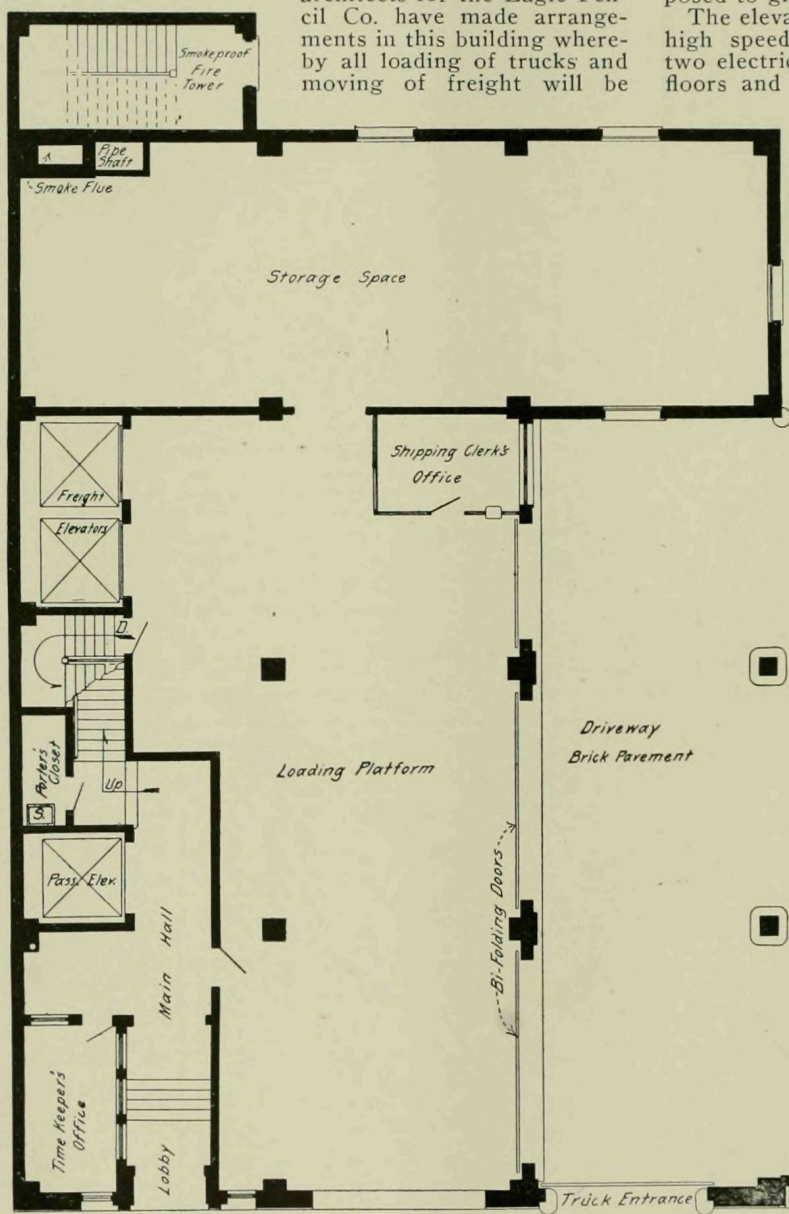 cil Co. have made arrange-
ments in this building where-
by all loading of trucks and
moving of freight will be
The eleva
high speed
two electric
floors and
Smokeproof
Fire
Tower
Pipe
Shaft
Smoke Flue
Storage Space
Shipping Clerk's
Office
Freight
Elevators
D.
Porter's
Closet
S.
Up
Loading Platform
Driveway
Brick Pavement
Pass. Elev.
Main Hall
Bi-Folding Doors
Time Keeper's
Office
Lobby
Truck Entrance